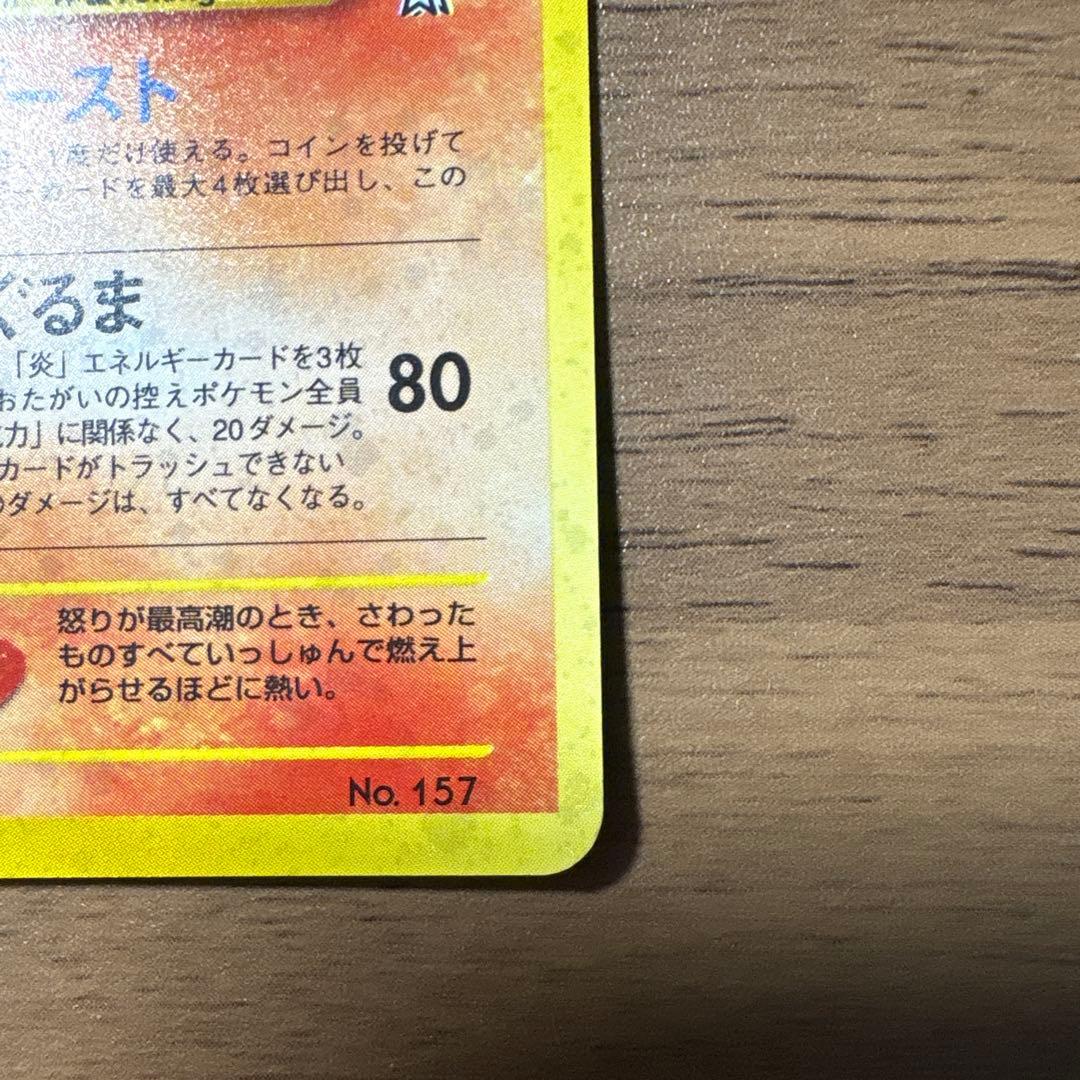 ースト
度だけ使える。コインを投げて
ーカードを最大4枚選び出し、この
ぐるま
「炎」エネルギーカードを3枚
おたがいの控えポケモン全員
力」に関係なく、20ダメージ。
カードがトラッシュできない
のダメージは、すべてなくなる。
80
怒りが最高潮のとき、さわった
ものすべていっしゅんで燃え上
がらせるほどに熱い。
No. 157